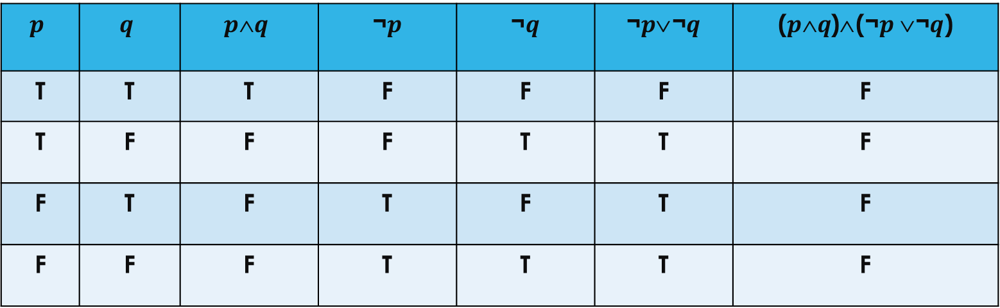 p q p∧q ¬p ¬q ¬p∨¬q (p∧q)∧(¬p ∨¬q)
T T T F F F F
T F F F T T F
F T F T F T F
F F F T T T F